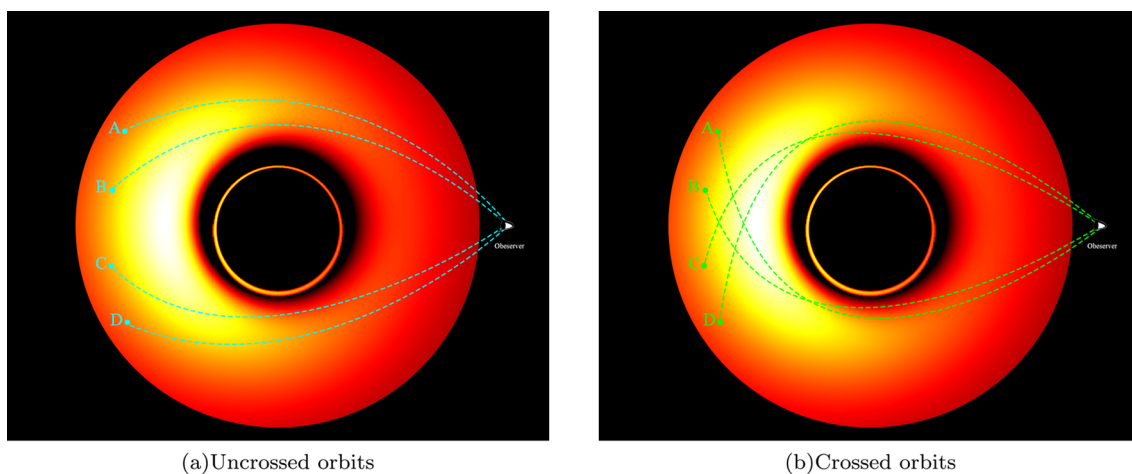 A
B
C
D
Obeserver
A
B
C
D
Obeserver
(a)Uncrossed orbits
(b)Crossed orbits